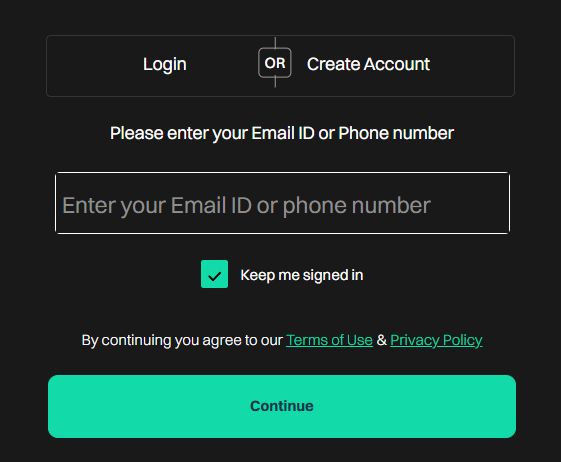 Login OR Create Account
Please enter your Email ID or Phone number
Enter your Email ID or phone number
Keep me signed in
By continuing you agree to our Terms of Use & Privacy Policy
Continue